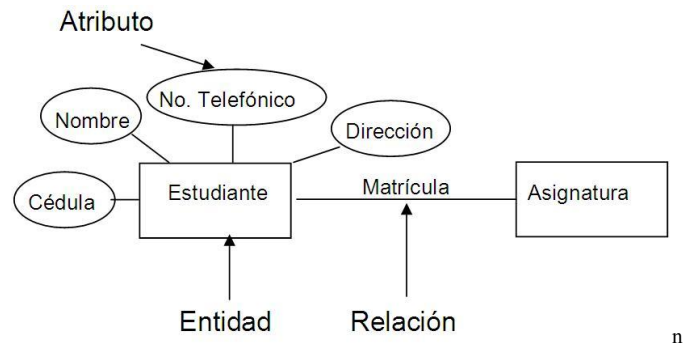 Atributo
No. Telefónico
Nombre
Dirección
Cédula
Estudiante
Matrícula
Asignatura
Entidad
Relación
n